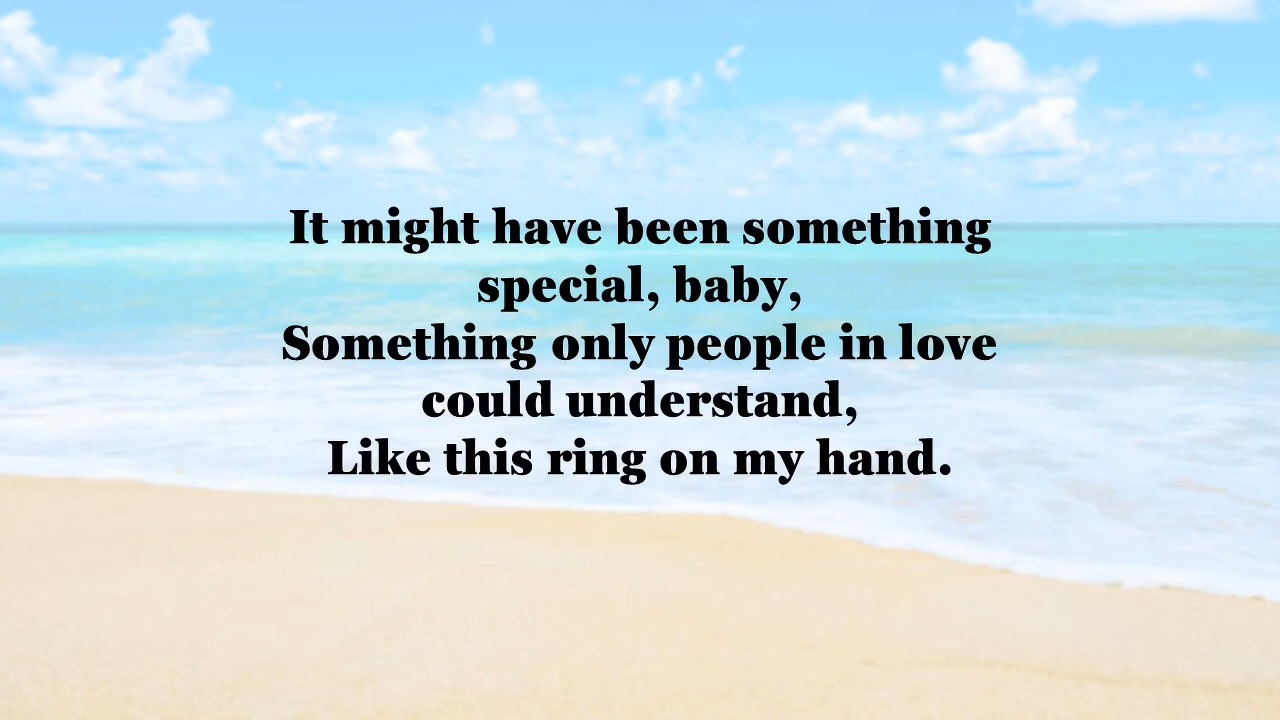 It might have been something
special, baby,
Something only people in love
could understand,
Like this ring on my hand.